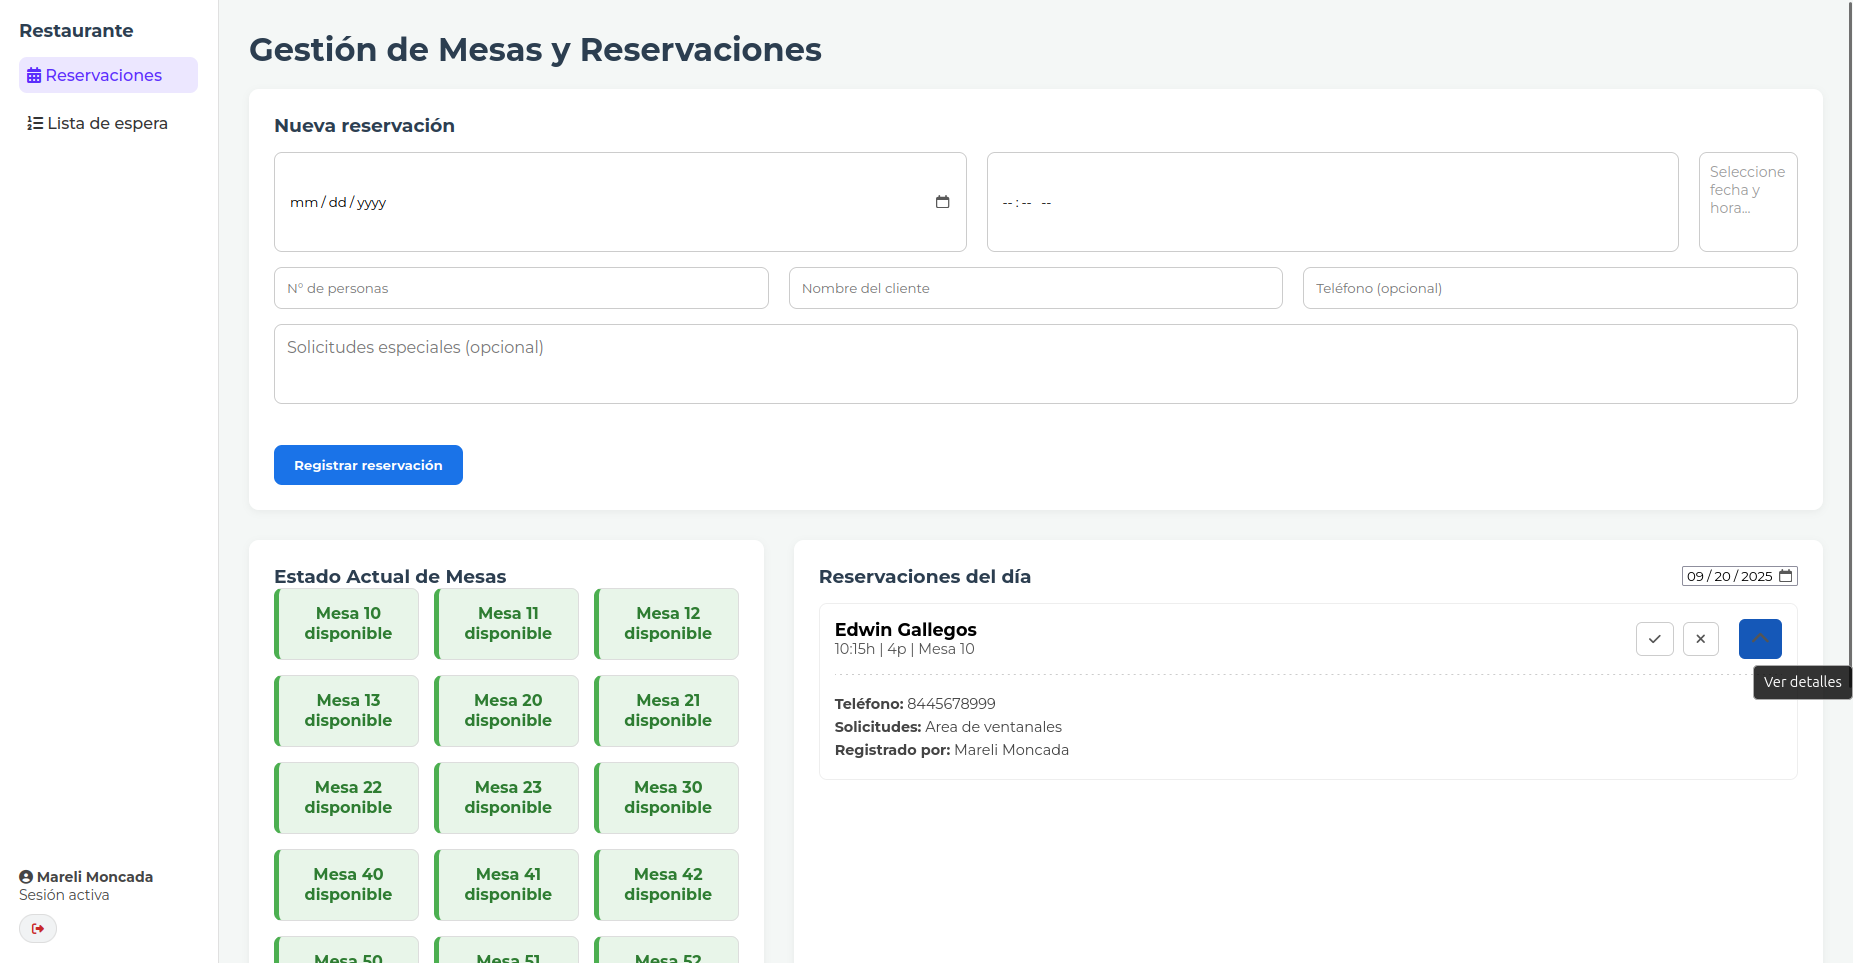 Restaurante
Reservaciones
Lista de espera
Gestión de Mesas y Reservaciones
Nueva reservación
mm/dd/yyyy
--:-- --
Seleccione
fecha y
hora...
N° de personas
Nombre del cliente
Teléfono (opcional)
Solicitudes especiales (opcional)
Registrar reservación
Estado Actual de Mesas
Mesa 10
disponible
Mesa 11
disponible
Mesa 12
disponible
Mesa 13
disponible
Mesa 20
disponible
Mesa 21
disponible
Mesa 22
disponible
Mesa 23
disponible
Mesa 30
disponible
Mesa 40
disponible
Mesa 41
disponible
Mesa 42
disponible
Mesa 50
Mesa 51
Mesa 52
Reservaciones del día
09/20/2025
Edwin Gallegos
10:15h | 4p | Mesa 10
Ver detalles
Teléfono: 8445678999
Solicitudes: Area de ventanales
Registrado por: Mareli Moncada
Mareli Moncada
Sesión activa